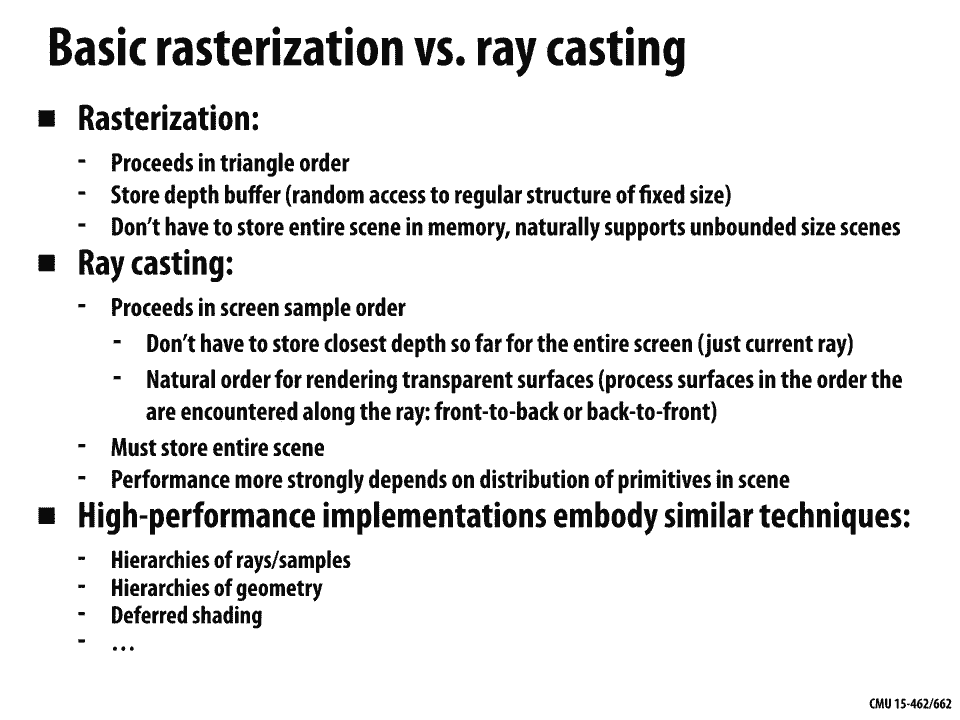 Basic rasterization vs. ray casting
■ Rasterization:
- Proceeds in triangle order
- Store depth buffer (random access to regular structure of fixed size)
- Don't have to store entire scene in memory, naturally supports unbounded size scenes
■ Ray casting:
- Proceeds in screen sample order
- Don't have to store closest depth so far for the entire screen (just current ray)
- Natural order for rendering transparent surfaces (process surfaces in the order the
are encountered along the ray: front-to-back or back-to-front)
- Must store entire scene
- Performance more strongly depends on distribution of primitives in scene
■ High-performance implementations embody similar techniques:
- Hierarchies of rays/samples
- Hierarchies of geometry
- Deferred shading
- …
CMU 15-462/662